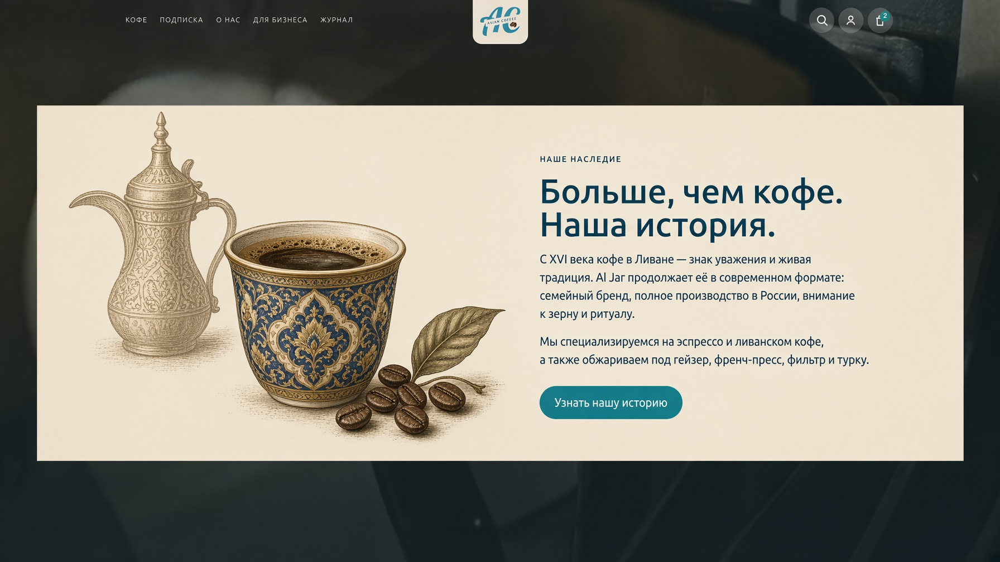 КОФЕ
ПОДПИСКА
О НАС
ДЛЯ БИЗНЕСА
ЖУРНАЛ
AC
ASIAN COFFEE
2
НАШЕ НАСЛЕДИЕ
Больше, чем кофе.
Наша история.
С XVI века кофе в Ливане — знак уважения и живая
традиция. Al Jar продолжает её в современном формате:
семейный бренд, полное производство в России, внимание
к зерну и ритуалу.
Мы специализируемся на эспрессо и ливанском кофе,
а также обжариваем под гейзер, френч-пресс, фильтр и турку.
Узнать нашу историю